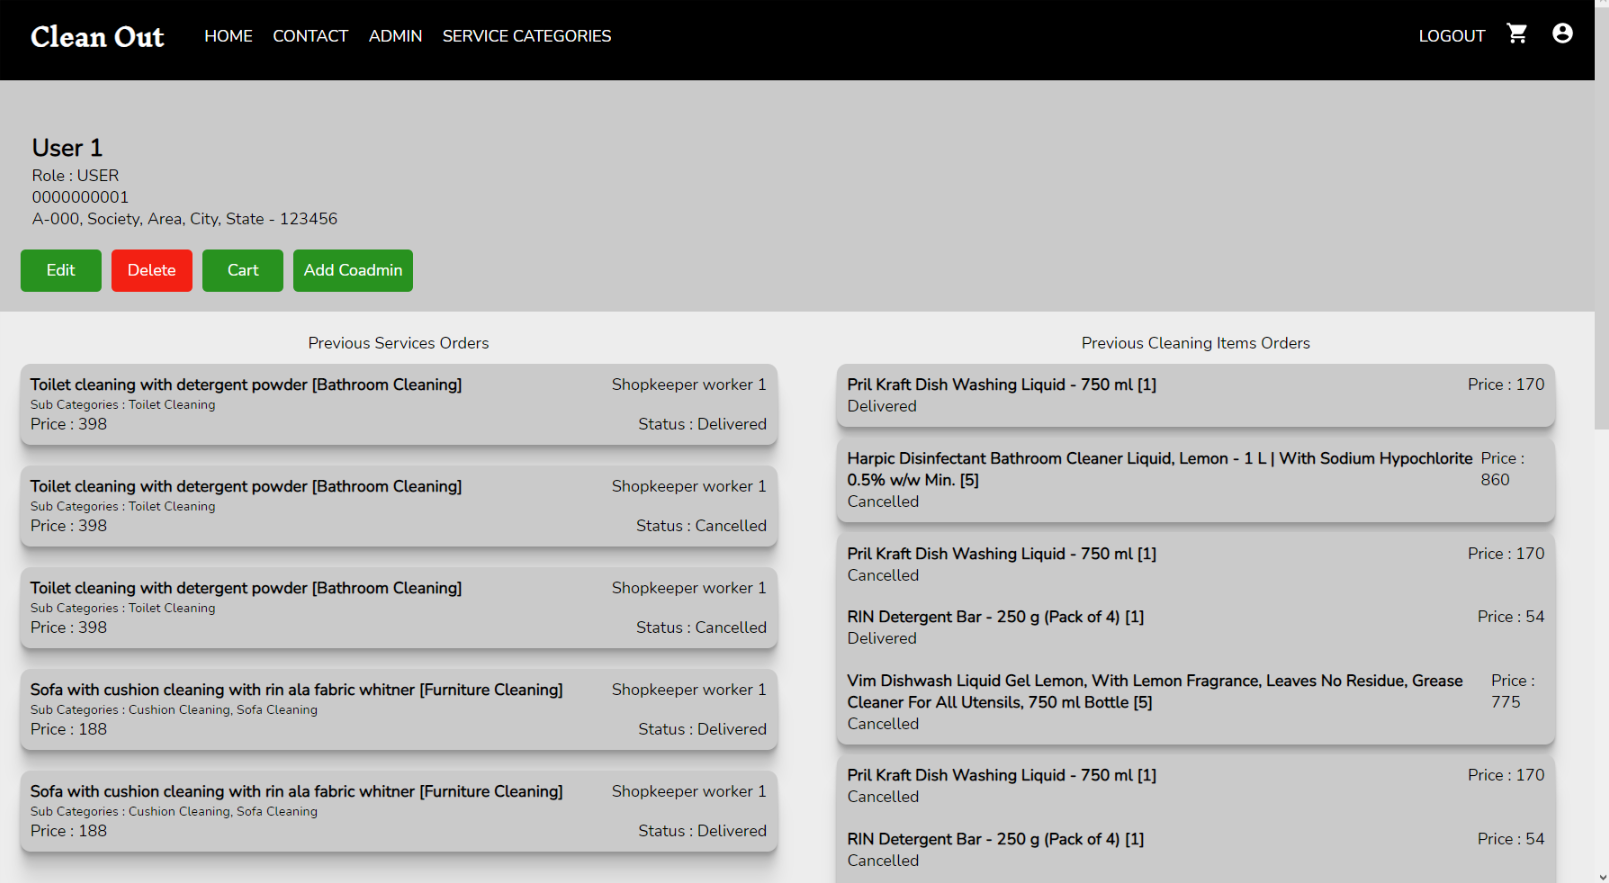 Clean Out
HOME CONTACT ADMIN SERVICE CATEGORIES
LOGOUT
User 1
Role : USER
0000000001
A-000, Society, Area, City, State - 123456
Edit Delete Cart Add Coadmin
Previous Services Orders
Toilet cleaning with detergent powder [Bathroom Cleaning] Shopkeeper worker 1
Sub Categories : Toilet Cleaning
Price : 398 Status : Delivered
Toilet cleaning with detergent powder [Bathroom Cleaning] Shopkeeper worker 1
Sub Categories : Toilet Cleaning
Price : 398 Status : Cancelled
Toilet cleaning with detergent powder [Bathroom Cleaning] Shopkeeper worker 1
Sub Categories : Toilet Cleaning
Price : 398 Status : Cancelled
Sofa with cushion cleaning with rin ala fabric whitner [Furniture Cleaning] Shopkeeper worker 1
Sub Categories : Cushion Cleaning, Sofa Cleaning
Price : 188 Status : Delivered
Sofa with cushion cleaning with rin ala fabric whitner [Furniture Cleaning] Shopkeeper worker 1
Sub Categories : Cushion Cleaning, Sofa Cleaning
Price : 188 Status : Delivered
Previous Cleaning Items Orders
Pril Kraft Dish Washing Liquid - 750 ml [1] Price : 170
Delivered
Harpic Disinfectant Bathroom Cleaner Liquid, Lemon - 1 L | With Sodium Hypochlorite Price :
0.5% w/w Min. [5] 860
Cancelled
Pril Kraft Dish Washing Liquid - 750 ml [1] Price : 170
Cancelled
RIN Detergent Bar - 250 g (Pack of 4) [1] Price : 54
Delivered
Vim Dishwash Liquid Gel Lemon, With Lemon Fragrance, Leaves No Residue, Grease Price :
Cleaner For All Utensils, 750 ml Bottle [5] 775
Cancelled
Pril Kraft Dish Washing Liquid - 750 ml [1] Price : 170
Cancelled
RIN Detergent Bar - 250 g (Pack of 4) [1] Price : 54
Cancelled